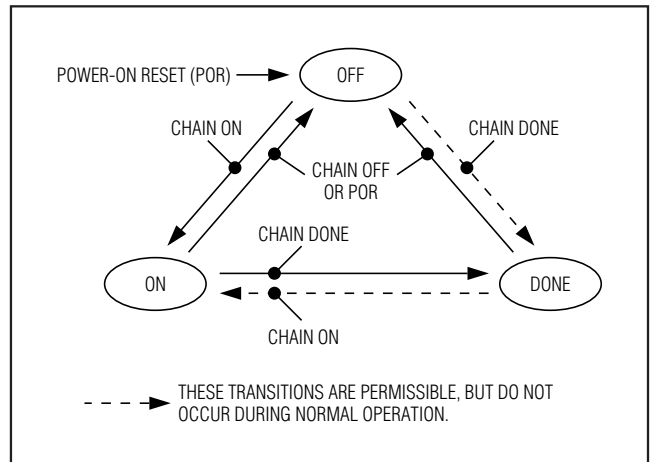 POWER-ON RESET (POR)
OFF
CHAIN ON
CHAIN DONE
CHAIN OFF
OR POR
CHAIN DONE
ON
DONE
CHAIN ON
THESE TRANSITIONS ARE PERMISSIBLE, BUT DO NOT
OCCUR DURING NORMAL OPERATION.